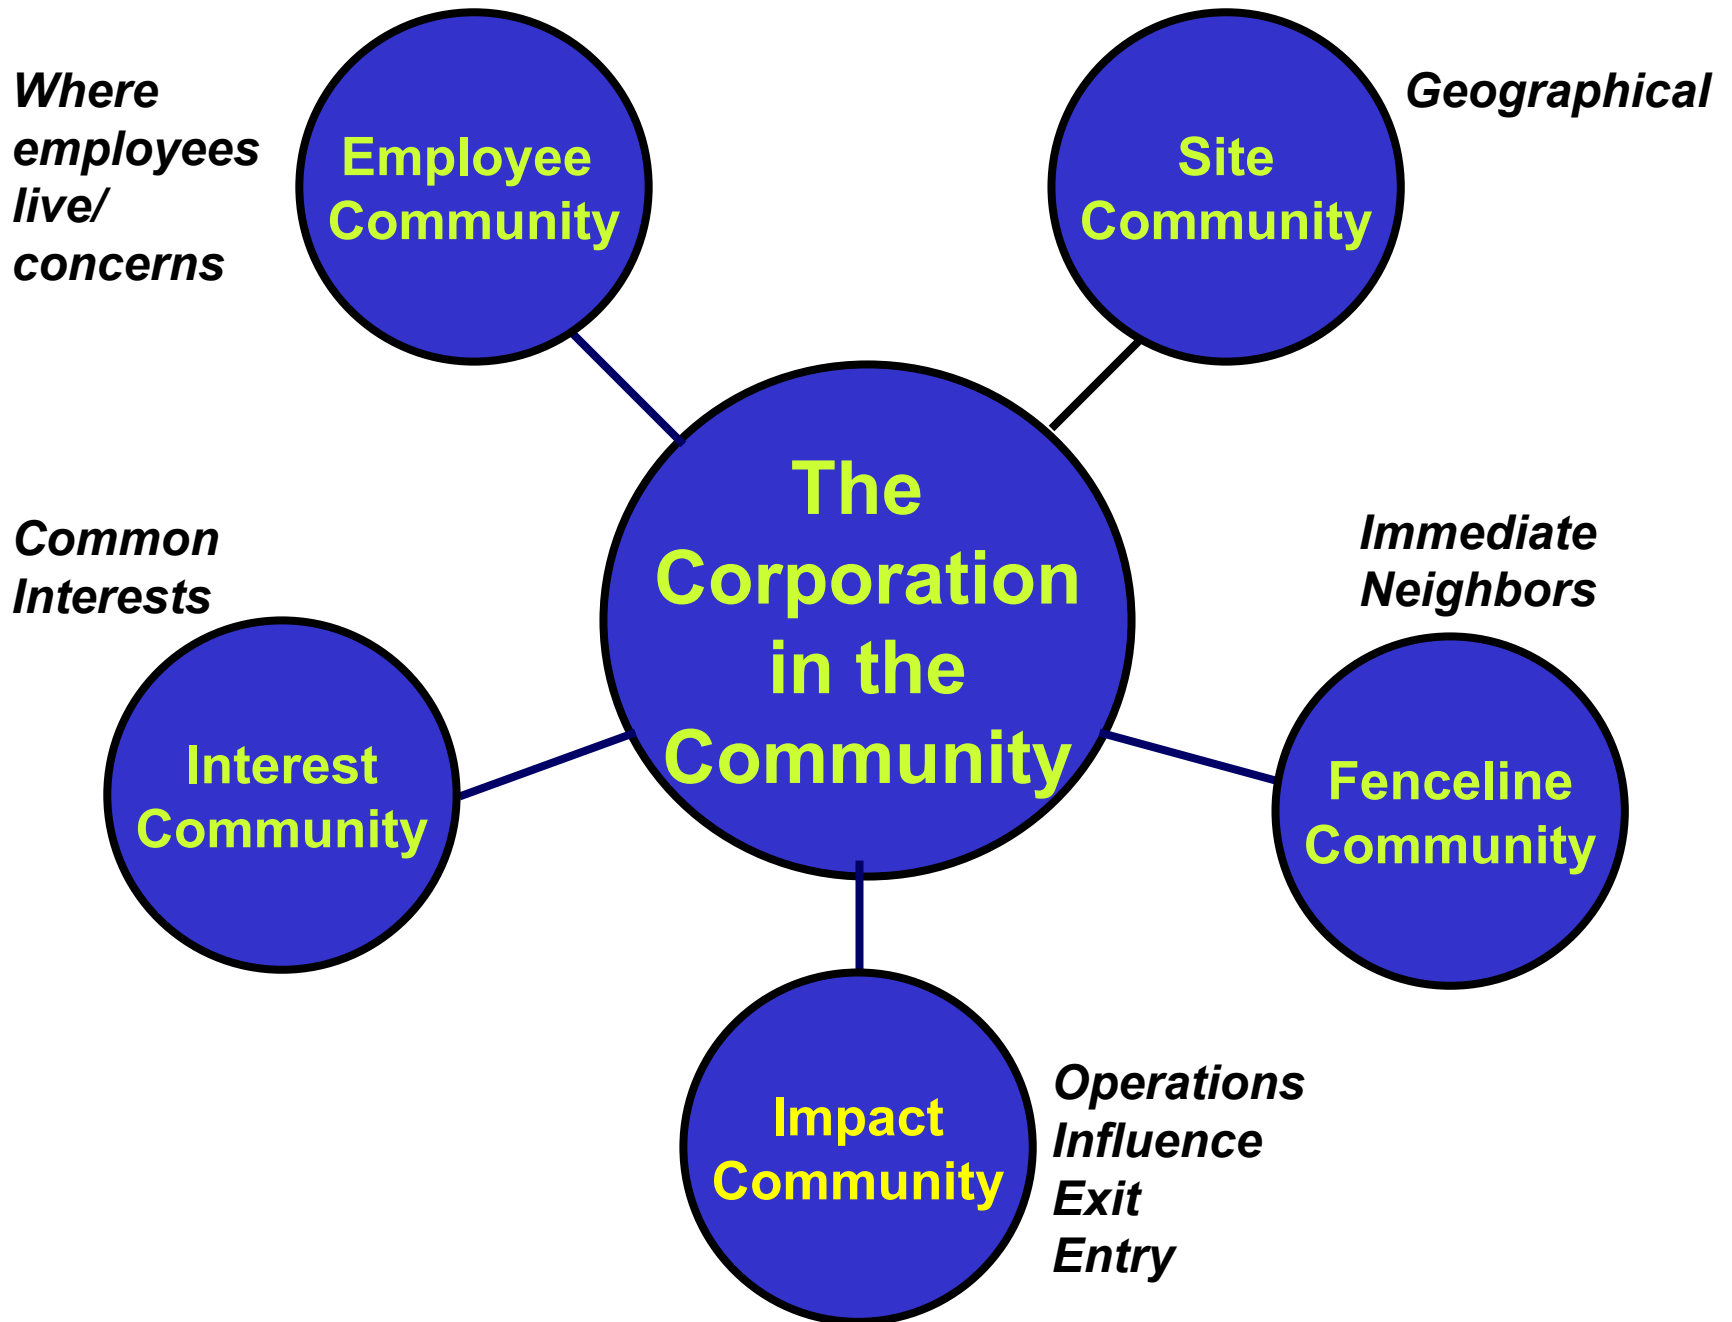 Where
employees
live/
concerns
Employee
Community
Site
Community
Geographical
The
Corporation
in the
Community
Common
Interests
Interest
Community
Immediate
Neighbors
Fenceline
Community
Impact
Community
Operations
Influence
Exit
Entry